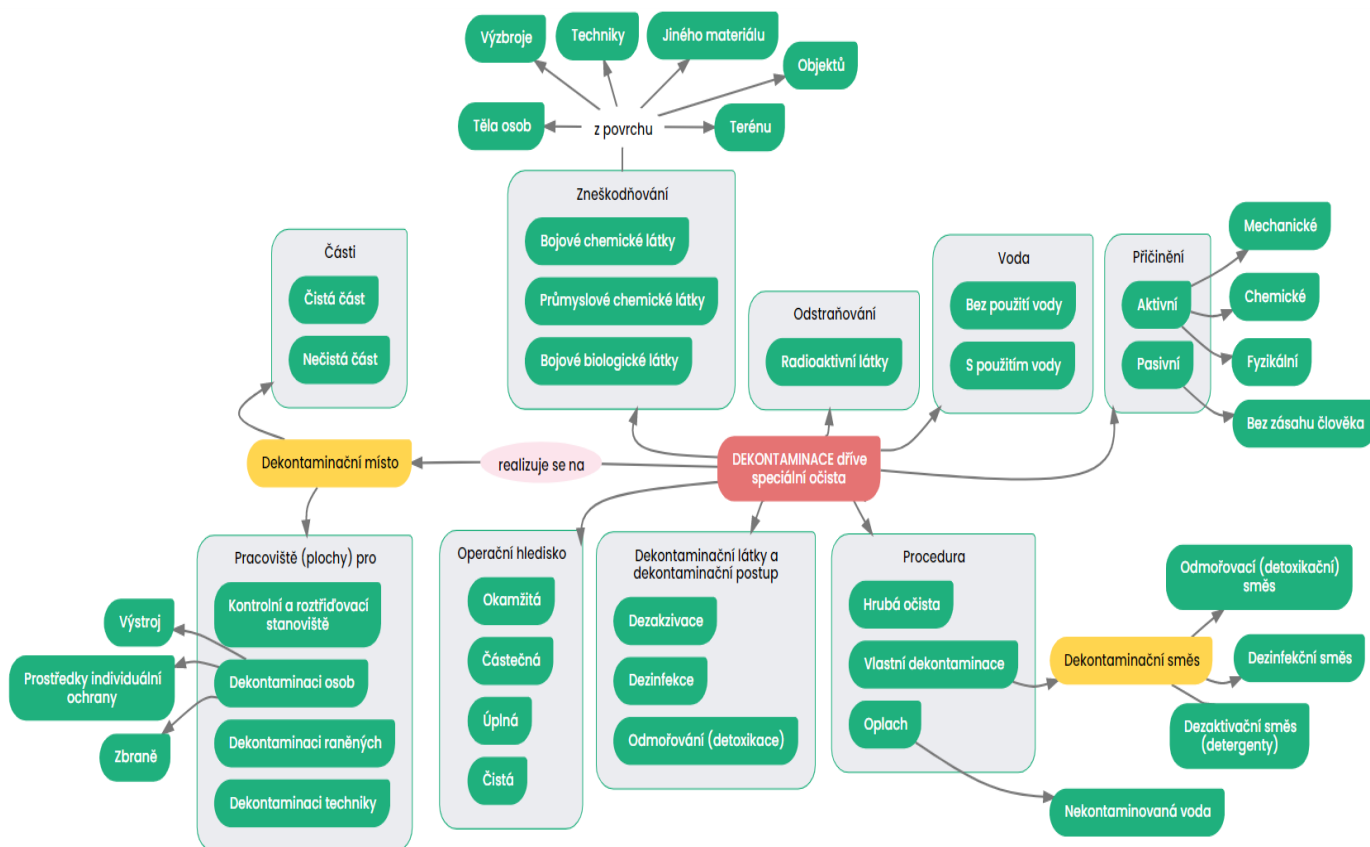 Výzbroje
Techniky
Jiného materiálu
Objektů
Těla osob
z povrchu
Terénu
Zneškodňování
Bojové chemické látky
Průmyslové chemické látky
Bojové biologické látky
Části
Čistá část
Nečistá část
Odstraňování
Radioaktivní látky
Voda
Bez použití vody
S použitím vody
Přičinění
Aktivní
Pasivní
Mechanické
Chemické
Fyzikální
Bez zásahu člověka
Dekontaminační místo
realizuje se na
DEKONTAMINACE dříve
speciální očista
Pracoviště (plochy) pro
Kontrolní a roztřiďovací
stanoviště
Dekontaminaci osob
Dekontaminaci raněných
Dekontaminaci techniky
Výstroj
Prostředky individuální
ochrany
Zbraně
Operační hledisko
Okamžitá
Částečná
Úplná
Čistá
Dekontaminační látky a
dekontaminační postup
Dezakzivace
Dezinfekce
Odmořování (detoxikace)
Procedura
Hrubá očista
Vlastní dekontaminace
Oplach
Dekontaminační směs
Odmořovací (detoxikační)
směs
Dezinfekční směs
Dezaktivační směs
(detergenty)
Nekontaminovaná voda